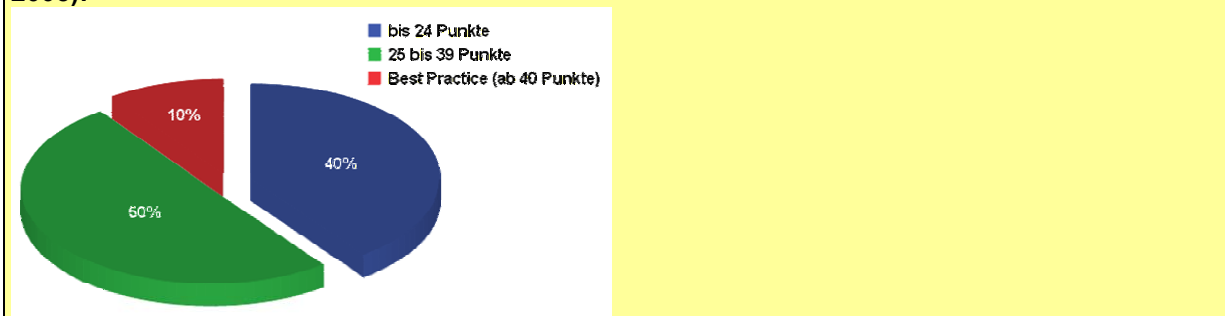 bis 24 Punkte
25 bis 39 Punkte
Best Practice (ab 40 Punkte)
10%
40%
50%